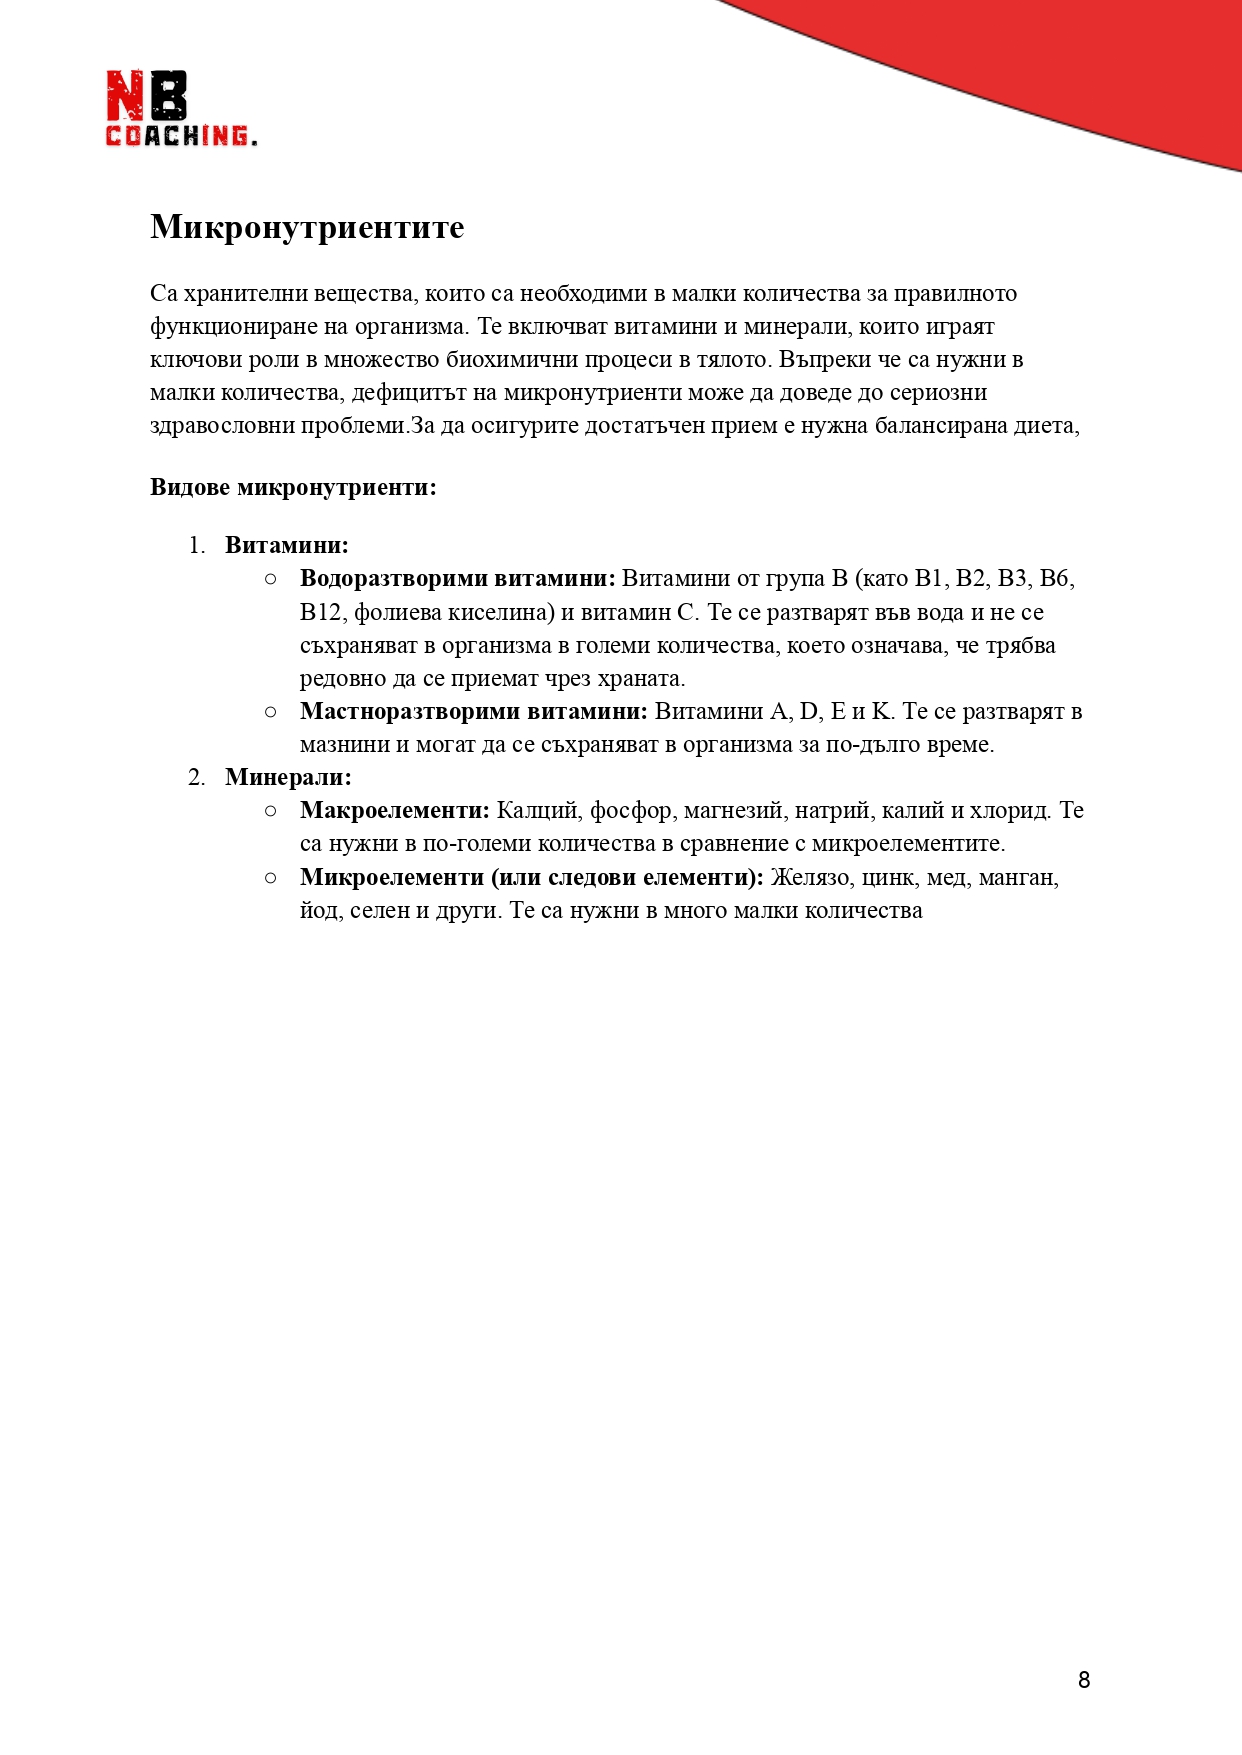 NB
COACHING.
Микронутриентите
Са хранителни вещества, които са необходими в малки количества за правилното
функциониране на организма. Те включват витамини и минерали, които играят
ключови роли в множество биохимични процеси в тялото. Въпреки че са нужни в
малки количества, дефицитът на микронутриенти може да доведе до сериозни
здравословни проблеми.За да осигурите достатъчен прием е нужна балансирана диета,
Видове микронутриенти:
1. Витамини:
○ Водоразтворими витамини: Витамини от група B (като B1, B2, B3, B6,
B12, фолиева киселина) и витамин C. Те се разтварят във вода и не се
съхраняват в организма в големи количества, което означава, че трябва
редовно да се приемат чрез храната.
○ Мастноразтворими витамини: Витамини A, D, E и K. Те се разтварят в
мазнини и могат да се съхраняват в организма за по-дълго време.
2. Минерали:
○ Макроелементи: Калций, фосфор, магнезий, натрий, калий и хлорид. Те
са нужни в по-големи количества в сравнение с микроелементите.
○ Микроелементи (или следови елементи): Желязо, цинк, мед, манган,
йод, селен и други. Те са нужни в много малки количества
8